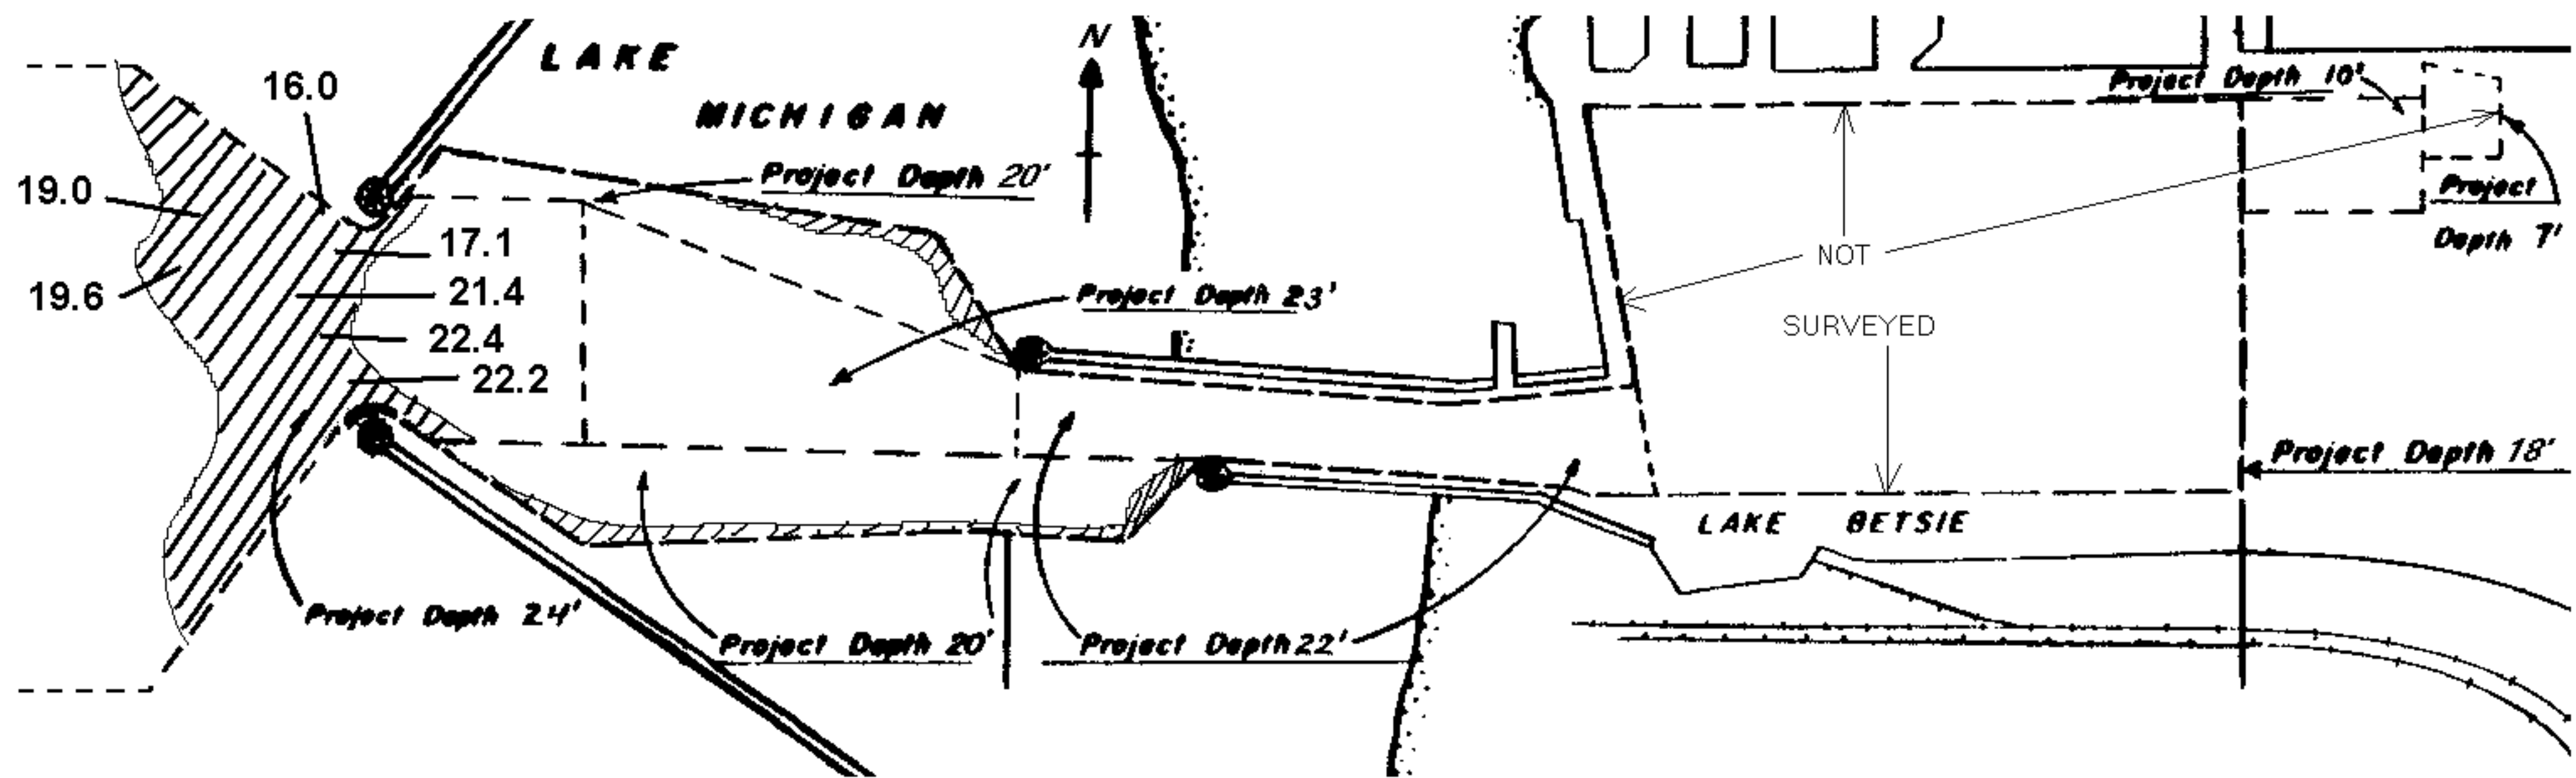 LAKE
MICHIGAN
N
16.0
19.0
19.6
17.1
21.4
22.4
22.2
Project Depth 20'
Project Depth 23'
Project Depth 24'
Project Depth 20'
Project Depth 22'
NOT
SURVEYED
Project Depth 10'
Project
Depth 7'
Project Depth 18'
LAKE BETSIE